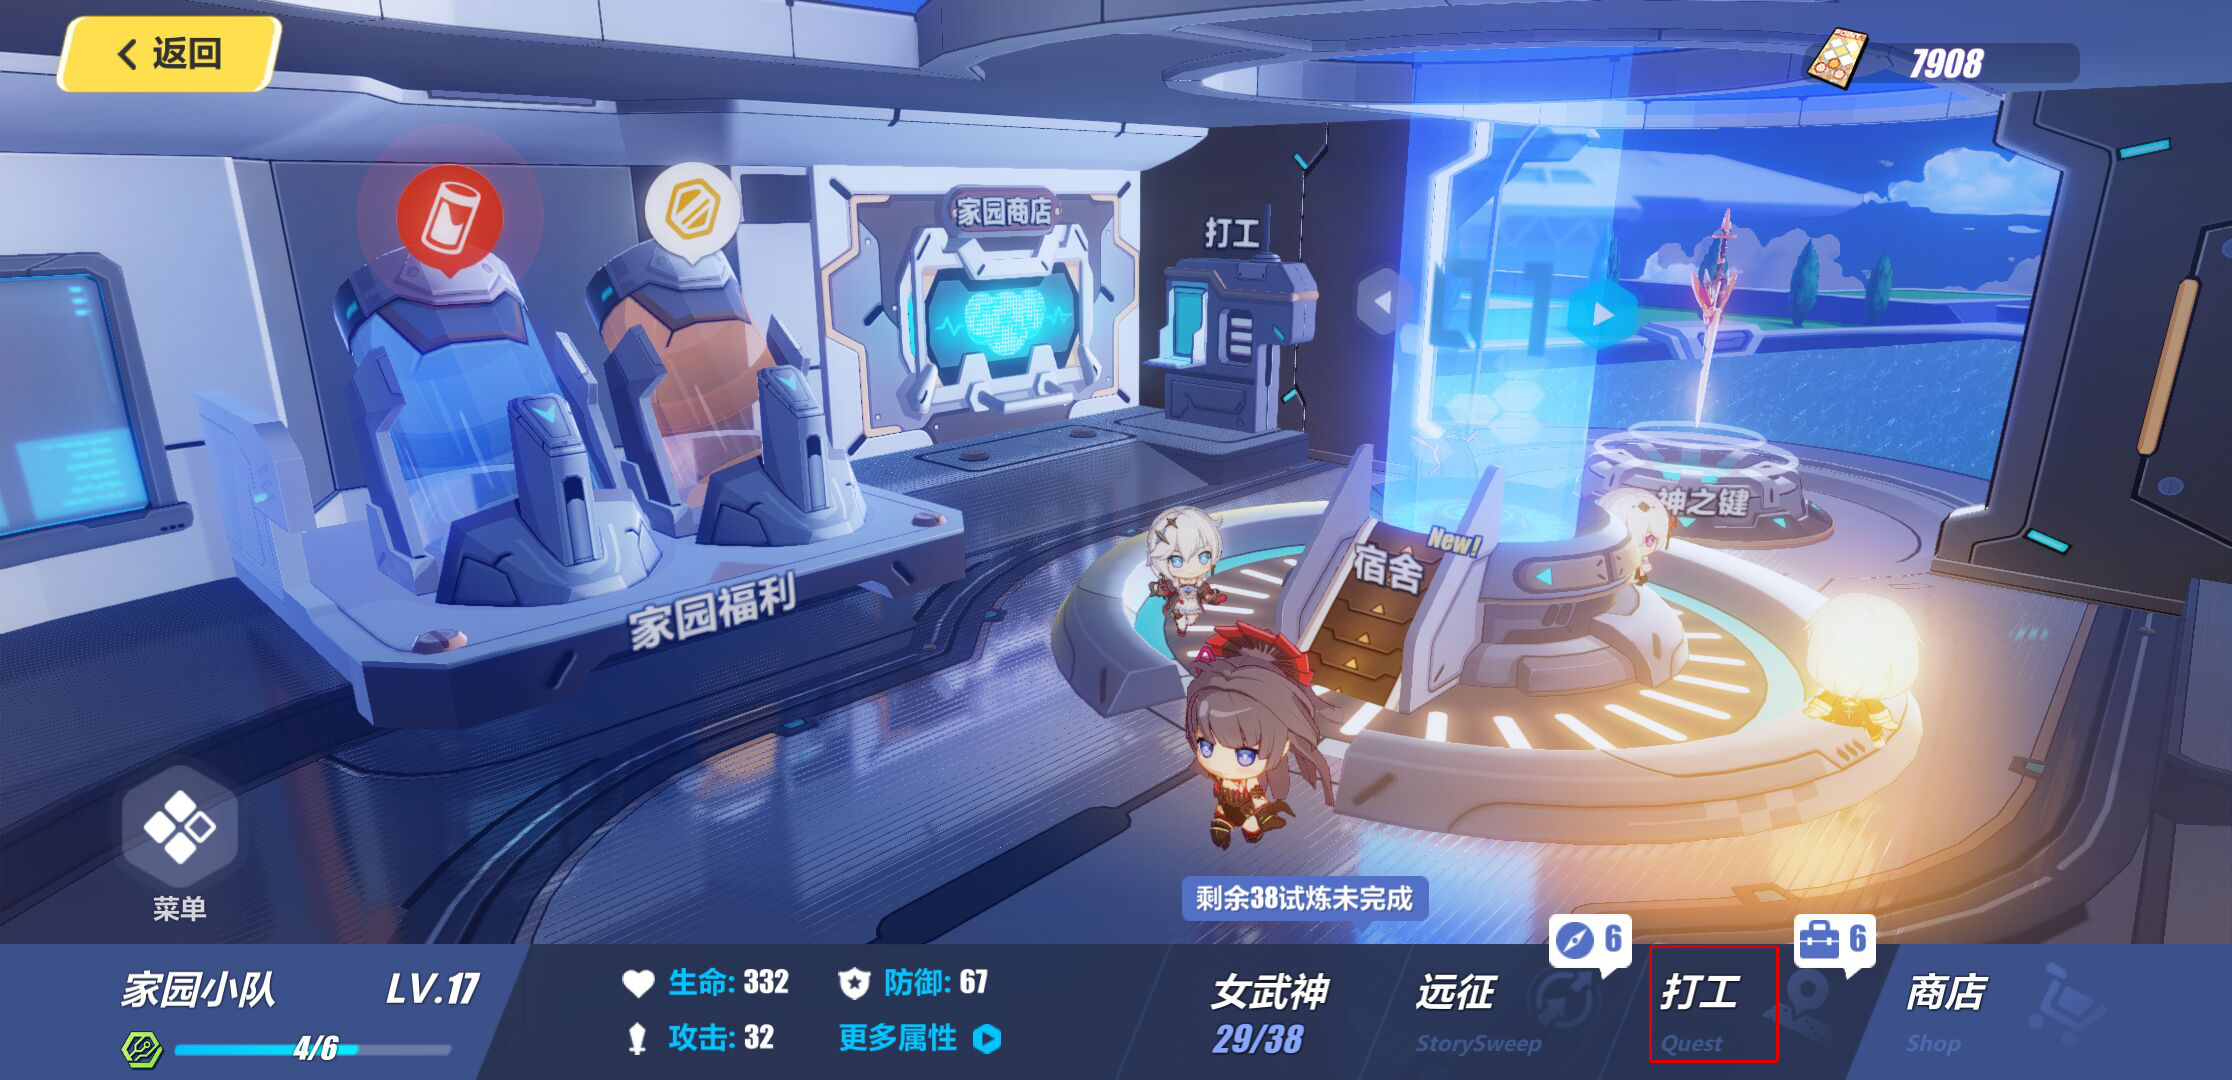 返回
7908
家园商店
打工
神之键
New!
宿舍
家园福利
菜单
剩余38试炼未完成
6
6
家园小队 LV.17
4/6
生命: 332
防御: 67
攻击: 32
更多属性
女武神
29/38
远征
StorySweep
打工
Quest
商店
Shop